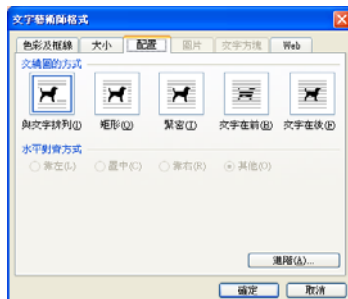 文字藝術師格式
色彩及框線 大小 配置 圖片 文字方塊 Web
文繞圖的方式
與文字排列(I) 矩形(Q) 緊密(T) 文字在前(B) 文字在後(F)
水平對齊方式
靠左(L) 置中(C) 靠右(R) 其他(O)
進階(A)...
確定 取消